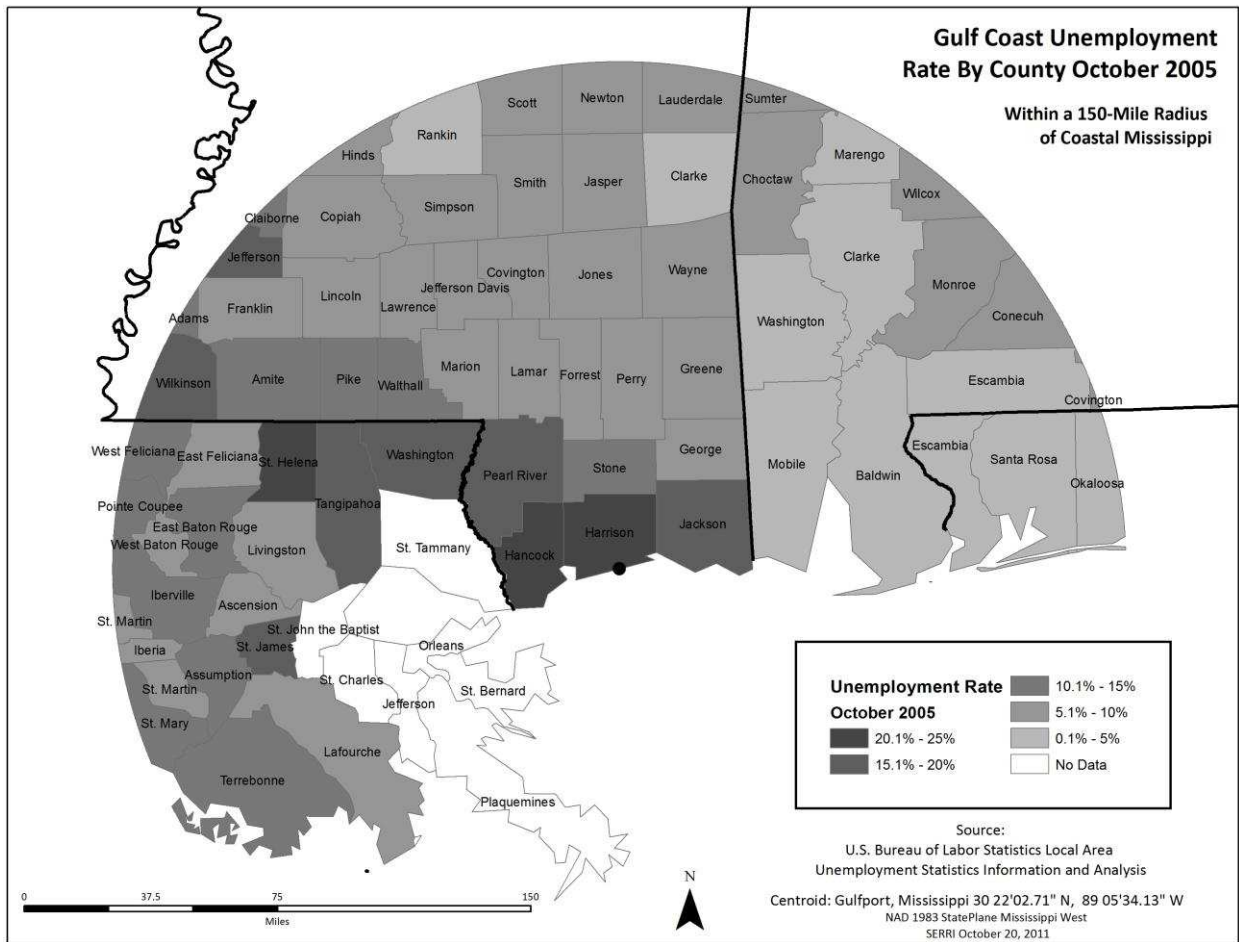 Gulf Coast Unemployment
Rate By County October 2005
Within a 150-Mile Radius
of Coastal Mississippi
Scott
Newton
Lauderdale
Sumter
Rankin
Hinds
Smith
Jasper
Clarke
Choctaw
Marengo
Wilcox
Claiborne
Copiah
Simpson
Jefferson
Clarke
Covington
Jones
Wayne
Monroe
Jefferson Davis
Adams
Franklin
Lincoln
Lawrence
Washington
Conecuh
Wilkinson
Amite
Pike
Walthall
Marion
Lamar
Forrest
Perry
Greene
Escambia
Covington
West Feliciana
East Feliciana
St. Helena
Washington
Pearl River
Stone
George
Mobile
Baldwin
Escambia
Santa Rosa
Okaloosa
Pointe Coupee
Tangipahoa
East Baton Rouge
West Baton Rouge
Livingston
St. Tammany
Hancock
Harrison
Jackson
Iberville
Ascension
St. Martin
St. John the Baptist
Orleans
Iberia
St. James
Assumption
St. Charles
St. Bernard
St. Martin
Jefferson
St. Mary
Lafourche
Terrebonne
Plaquemines
Unemployment Rate
October 2005
20.1% - 25%
15.1% - 20%
10.1% - 15%
5.1% - 10%
0.1% - 5%
No Data
Source:
U.S. Bureau of Labor Statistics Local Area
Unemployment Statistics Information and Analysis
Centroid: Gulfport, Mississippi 30 22'02.71" N, 89 05'34.13" W
NAD 1983 StatePlane Mississippi West
SERRI October 20, 2011
N
0 37.5 75 150
Miles